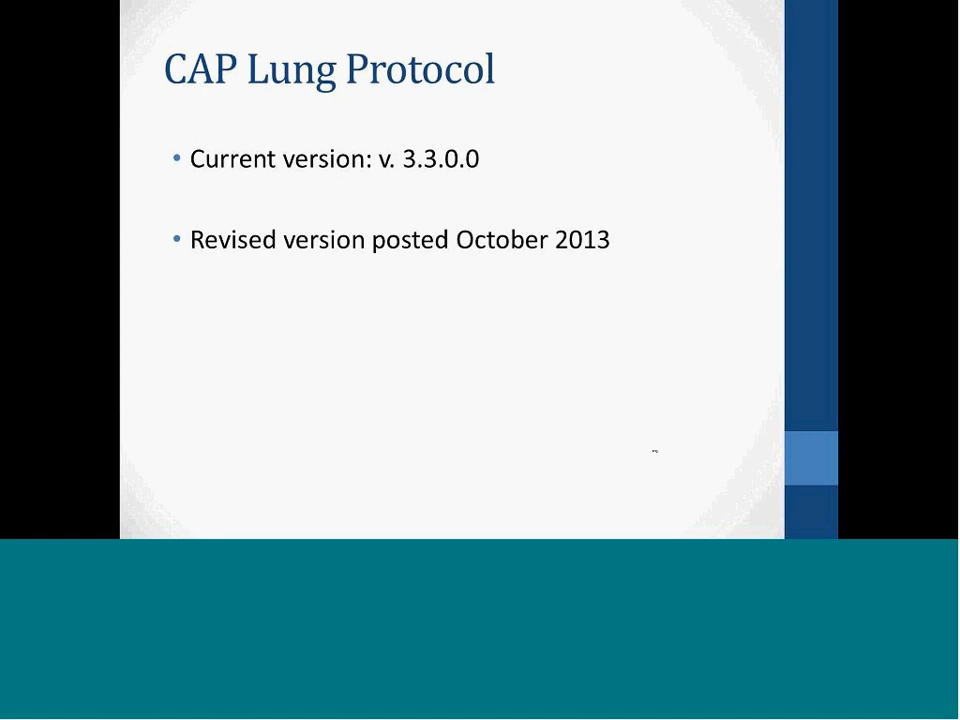 CAP Lung Protocol
• Current version: v. 3.3.0.0
• Revised version posted October 2013